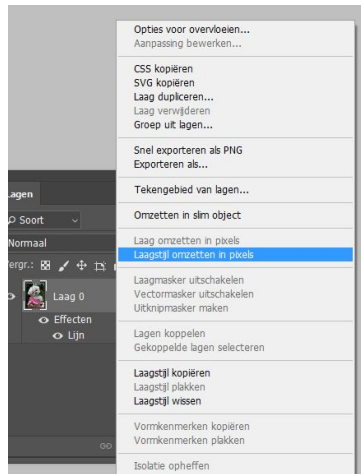 Opties voor overvloeien...
Aanpassing bewerken...
CSS kopiëren
SVG kopiëren
Laag dupliceren...
Laag verwijderen
Groep uit lagen...
Snel exporteren als PNG
Exporteren als...
Tekengebied van lagen...
Omzetten in slim object
Laag omzetten in pixels
Laagstijl omzetten in pixels
Laagmasker uitschakelen
Vectormasker uitschakelen
Uitknipmasker maken
Lagen koppelen
Gekoppelde lagen selecteren
Laagstijl kopiëren
Laagstijl plakken
Laagstijl wissen
Vormkenmerken kopiëren
Vormkenmerken plakken
Isolatie opheffen
agen
Soort
Normaal
ergr.:
Laag 0
Effecten
Lijn